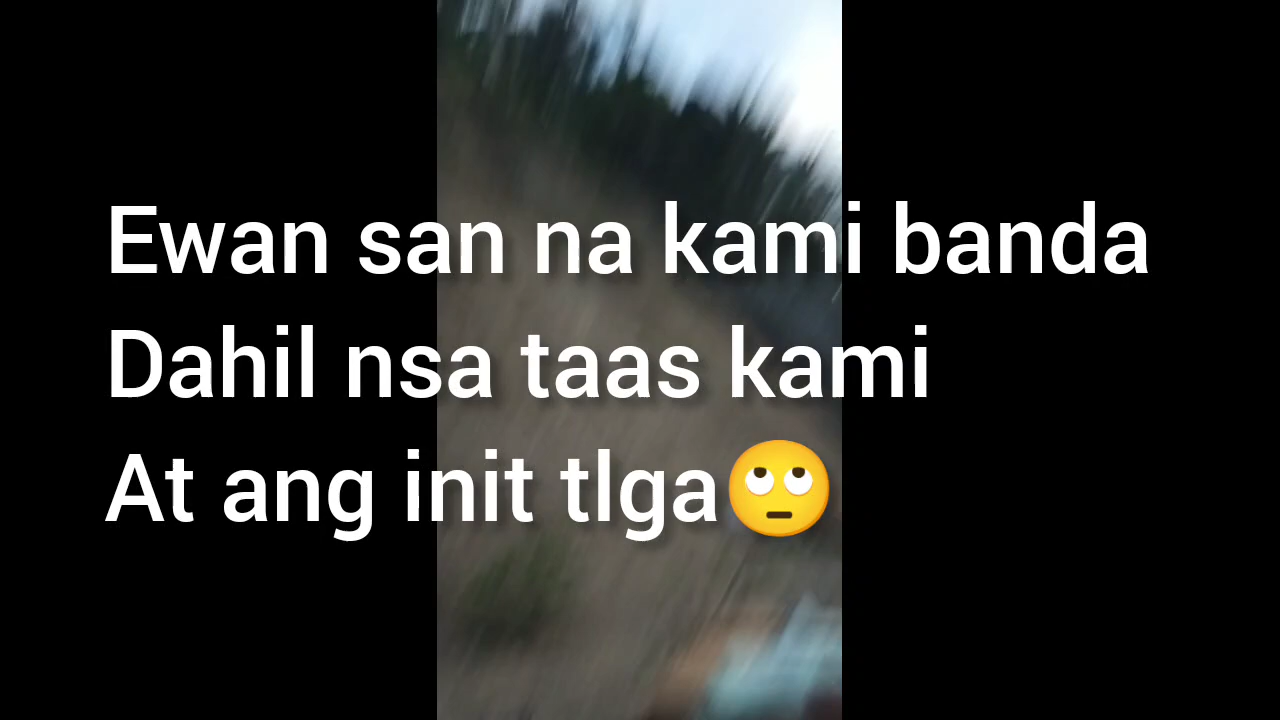 Ewan san na kami banda
Dahil nsa taas kami
At ang init tlga🙄